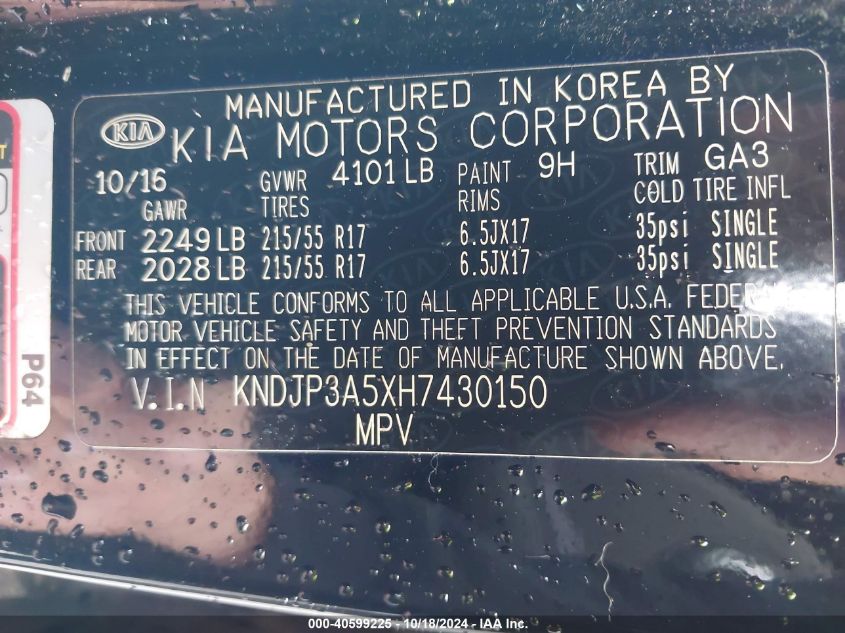 MANUFACTURED IN KOREA BY
KIA KIA MOTORS CORPORATION
10/16 GVWR 4101 LB PAINT 9H TRIM GA3
GAWR TIRES RIMS COLD TIRE INFL
FRONT 2249 LB 215/55 R17 6.5JX17 35psi SINGLE
REAR 2028 LB 215/55 R17 6.5JX17 35psi SINGLE
THIS VEHICLE CONFORMS TO ALL APPLICABLE U.S.A. FEDERAL
MOTOR VEHICLE SAFETY AND THEFT PREVENTION STANDARDS
IN EFFECT ON THE DATE OF MANUFACTURE SHOWN ABOVE.
V.I.N KNDJP3A5XH7430150
MPV
P64
000-40599225 - 10/18/2024 - IAA Inc.